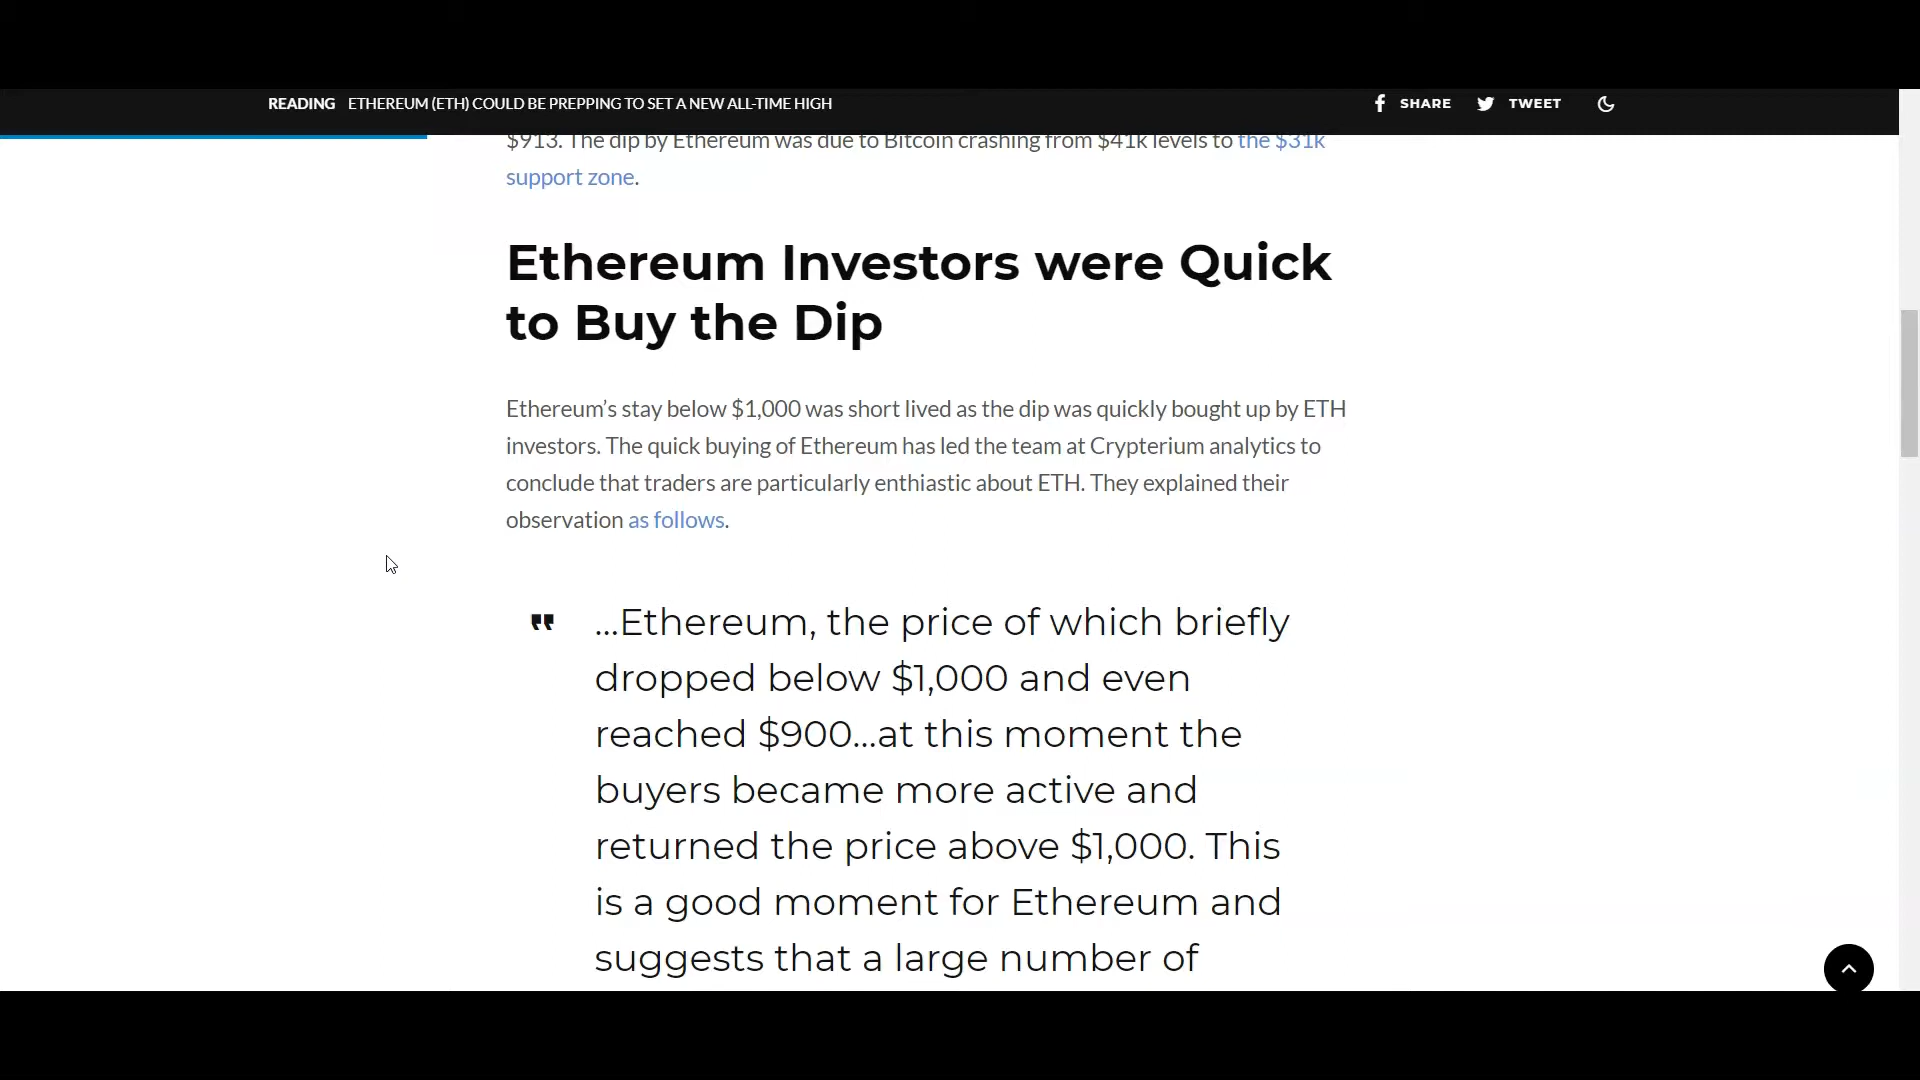 READING ETHEREUM (ETH) COULD BE PREPPING TO SET A NEW ALL-TIME HIGH
SHARE TWEET
$913. The dip by Ethereum was due to Bitcoin crashing from $41k levels to the $31k
support zone.
Ethereum Investors were Quick
to Buy the Dip
Ethereum’s stay below $1,000 was short lived as the dip was quickly bought up by ETH
investors. The quick buying of Ethereum has led the team at Crypterium analytics to
conclude that traders are particularly enthiastic about ETH. They explained their
observation as follows.
…Ethereum, the price of which briefly
dropped below $1,000 and even
reached $900…at this moment the
buyers became more active and
returned the price above $1,000. This
is a good moment for Ethereum and
suggests that a large number of